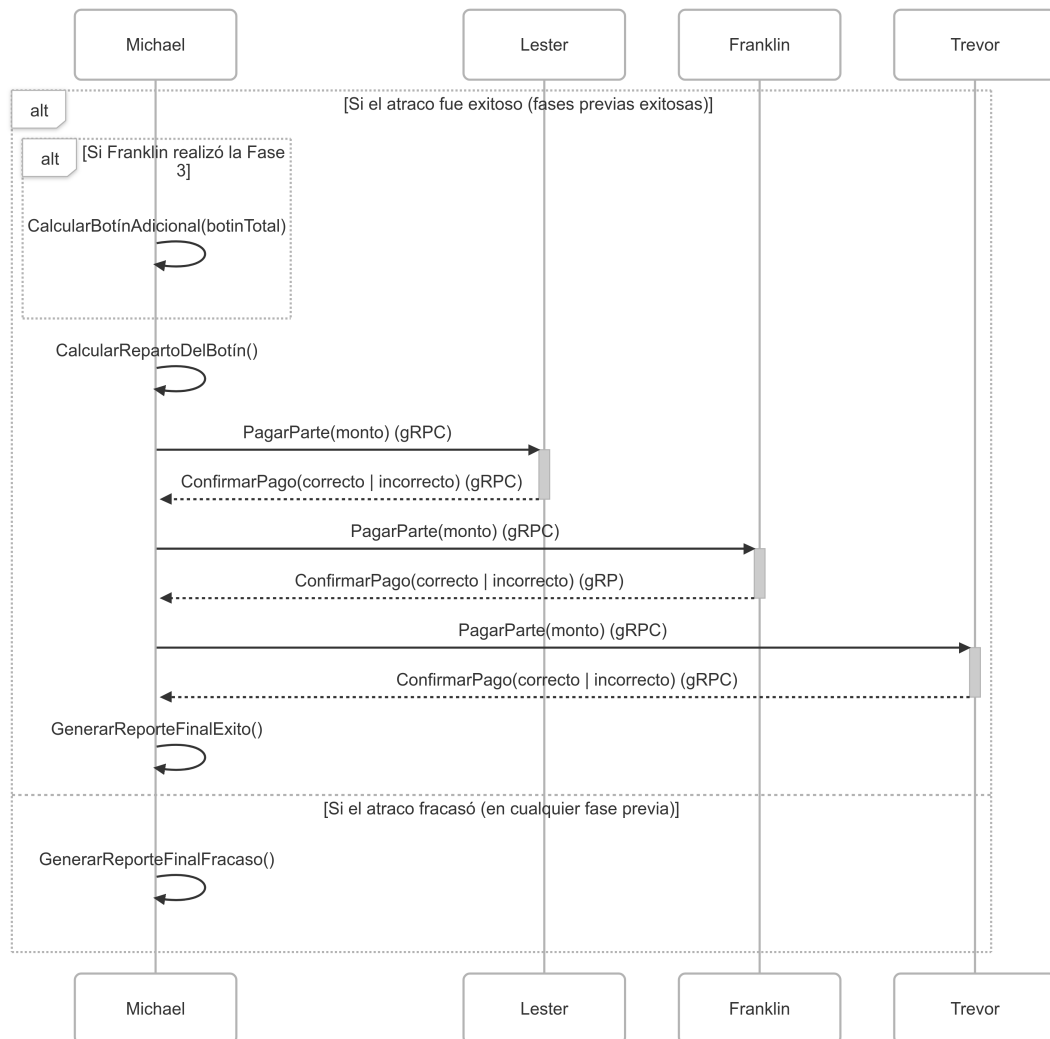 Michael
Lester
Franklin
Trevor
alt
[Si el atraco fue exitoso (fases previas exitosas)]
alt
[Si Franklin realizó la Fase
3]
CalcularBotínAdicional(botinTotal)
CalcularRepartoDelBotín()
PagarParte(monto) (gRPC)
ConfirmarPago(correcto | incorrecto) (gRPC)
PagarParte(monto) (gRPC)
ConfirmarPago(correcto | incorrecto) (gRP)
PagarParte(monto) (gRPC)
ConfirmarPago(correcto | incorrecto) (gRPC)
GenerarReporteFinalExito()
[Si el atraco fracasó (en cualquier fase previa)]
GenerarReporteFinalFracaso()
Michael
Lester
Franklin
Trevor